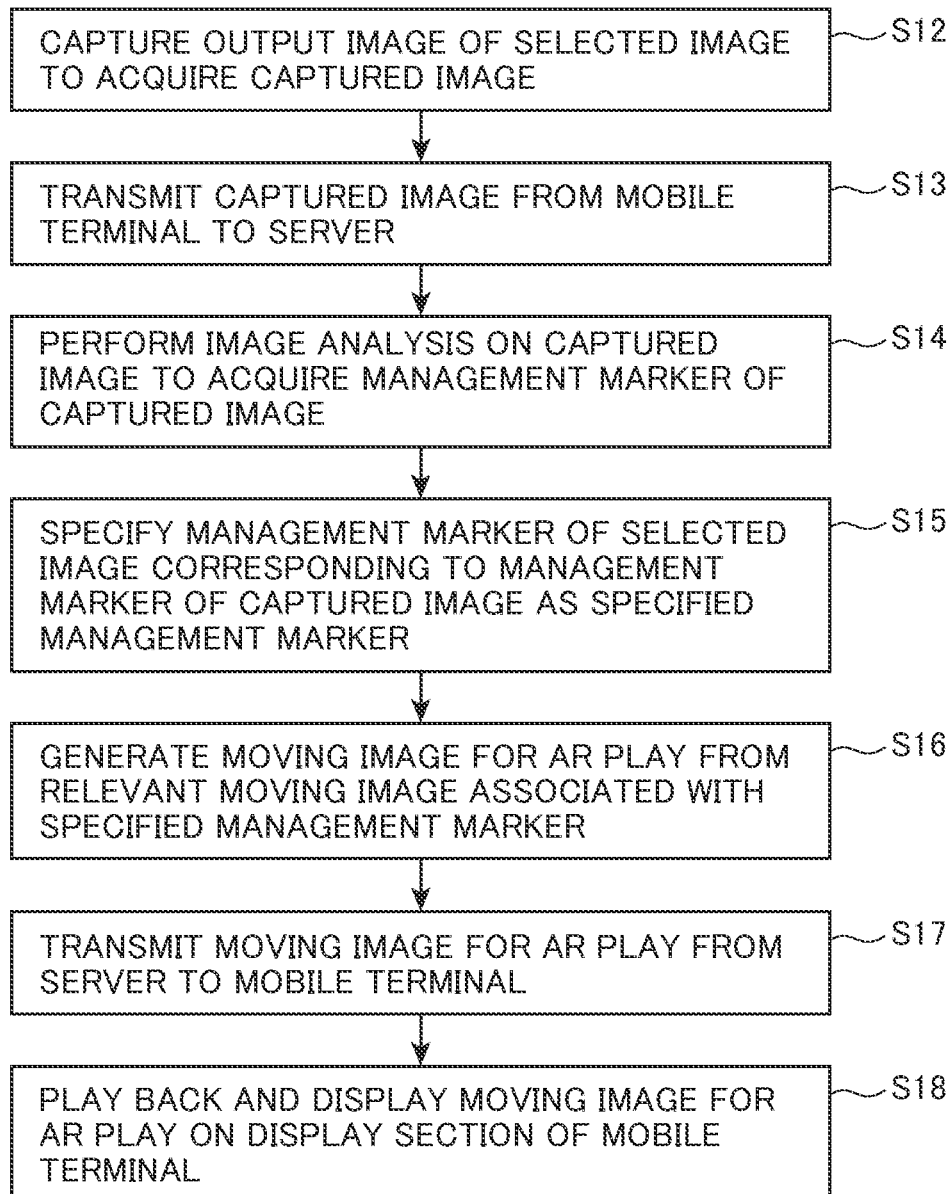 CAPTURE OUTPUT IMAGE OF SELECTED IMAGE
TO ACQUIRE CAPTURED IMAGE
S12
TRANSMIT CAPTURED IMAGE FROM MOBILE
TERMINAL TO SERVER
S13
PERFORM IMAGE ANALYSIS ON CAPTURED
IMAGE TO ACQUIRE MANAGEMENT MARKER OF
CAPTURED IMAGE
S14
SPECIFY MANAGEMENT MARKER OF SELECTED
IMAGE CORRESPONDING TO MANAGEMENT
MARKER OF CAPTURED IMAGE AS SPECIFIED
MANAGEMENT MARKER
S15
GENERATE MOVING IMAGE FOR AR PLAY FROM
RELEVANT MOVING IMAGE ASSOCIATED WITH
SPECIFIED MANAGEMENT MARKER
S16
TRANSMIT MOVING IMAGE FOR AR PLAY FROM
SERVER TO MOBILE TERMINAL
S17
PLAY BACK AND DISPLAY MOVING IMAGE FOR
AR PLAY ON DISPLAY SECTION OF MOBILE
TERMINAL
S18